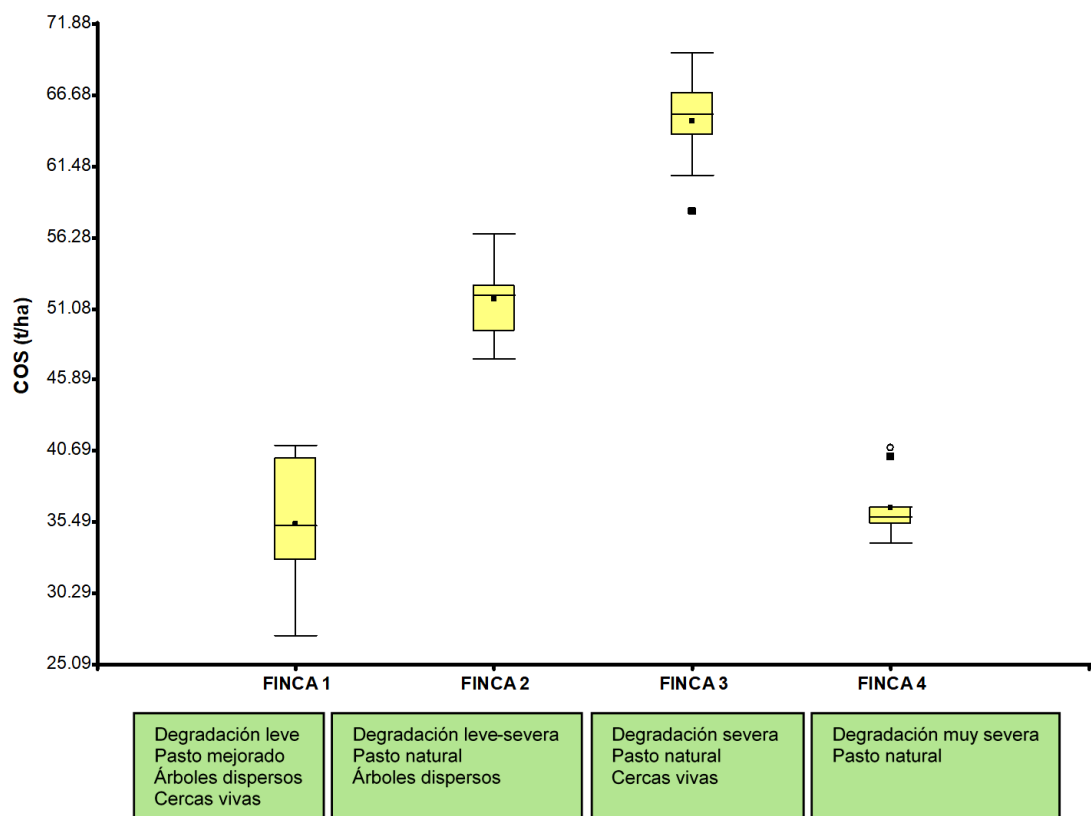 71.88
66.68
61.48
56.28
51.08
45.89
40.69
35.49
30.29
25.09
COS (t/ha)
FINCA 1
FINCA 2
FINCA 3
FINCA 4
Degradación leve
Pasto mejorado
Árboles dispersos
Cercas vivas
Degradación leve-severa
Pasto natural
Árboles dispersos
Degradación severa
Pasto natural
Cercas vivas
Degradación muy severa
Pasto natural